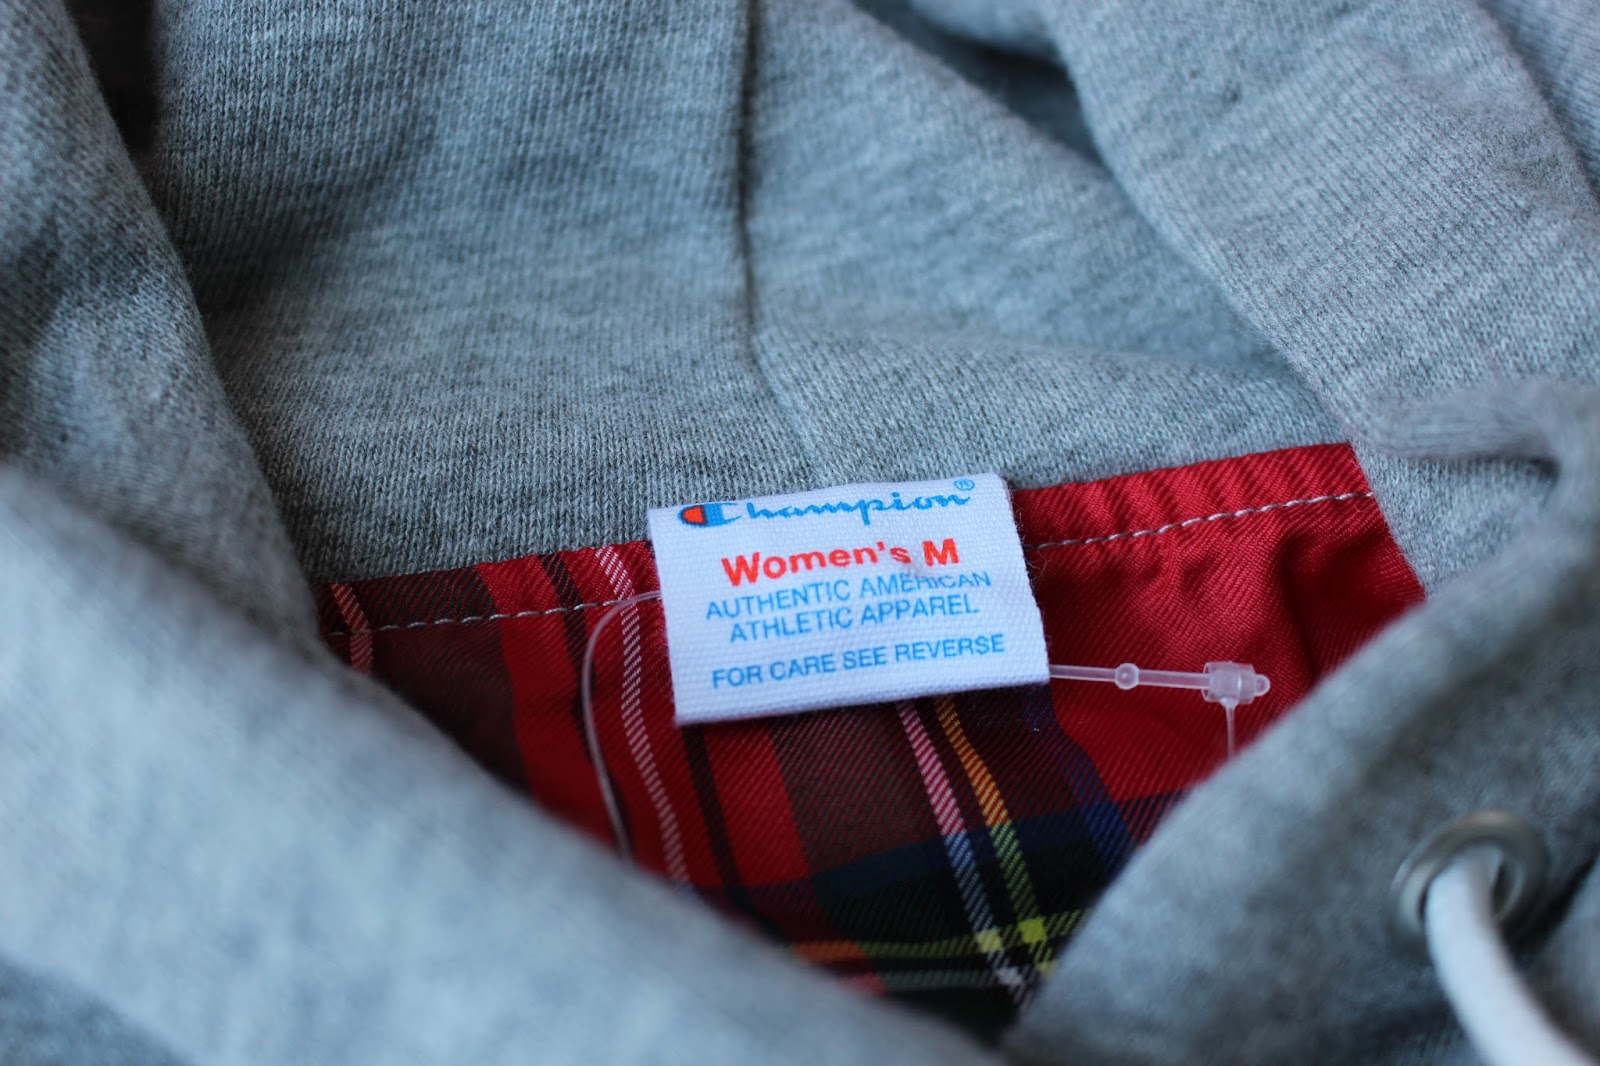 Champion®
Women's M
AUTHENTIC AMERICAN
ATHLETIC APPAREL
FOR CARE SEE REVERSE